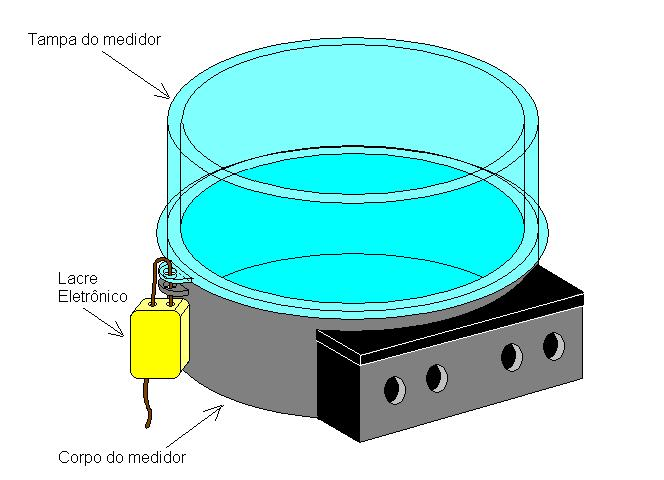 Tampa do medidor
Lacre
Eletrônico
Corpo do medidor